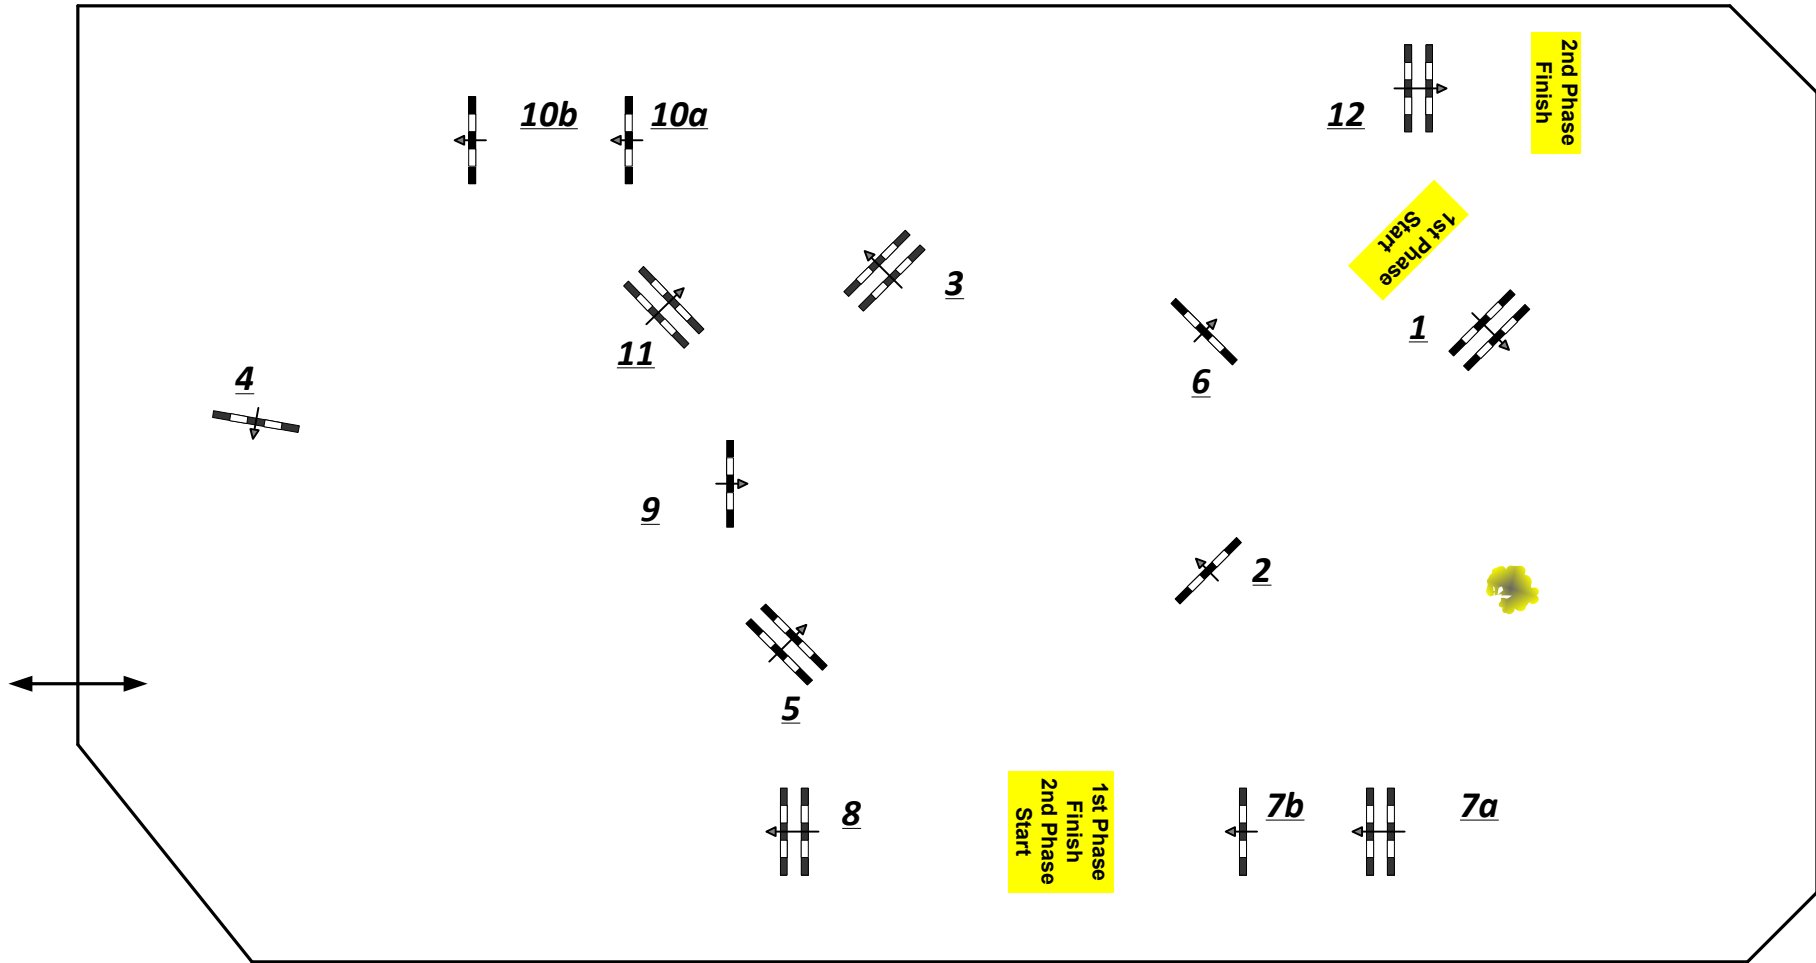 2nd Phase
Finish
10b
10a
12
1st Phase
Start
3
1
11
4
6
9
2
5
8
1st Phase
Finish
2nd Phase
Start
7b
7a